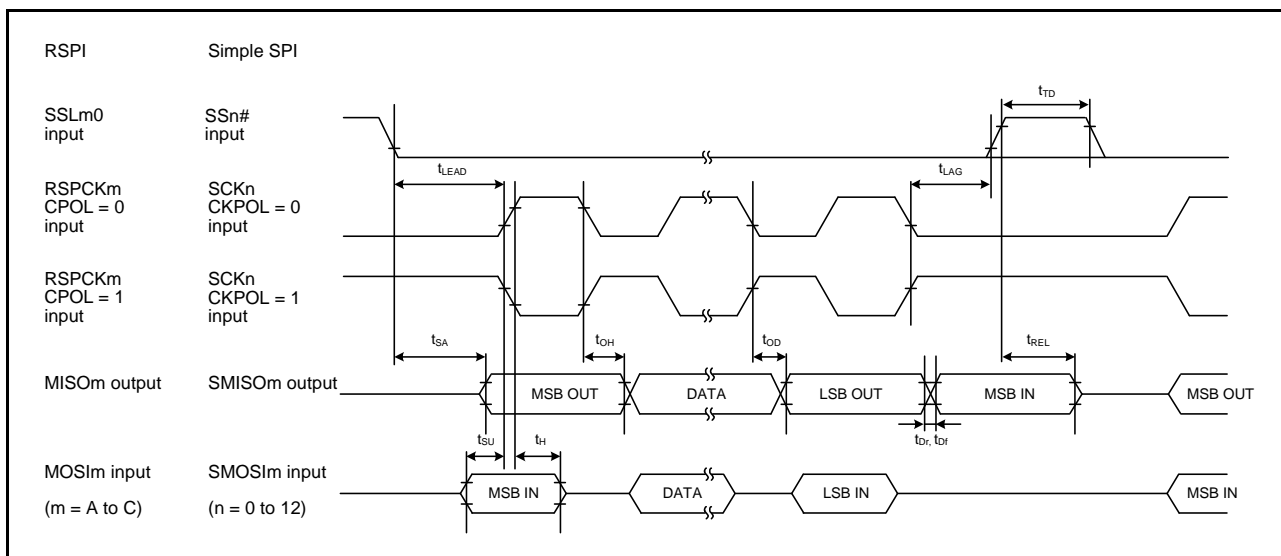 RSPI Simple SPI
tTD
SSLm0 SSn#
input input
tLEAD tLAG
RSPCKm SCKn
CPOL = 0 CKPOL = 0
input input
RSPCKm SCKn
CPOL = 1 CKPOL = 1
input input
tSA tOH tOD tREL
MISOm output SMISOm output MSB OUT DATA LSB OUT MSB IN MSB OUT
tSU tH tDr, tDf
MOSIm input SMOSIm input MSB IN DATA LSB IN MSB IN
(m = A to C) (n = 0 to 12)